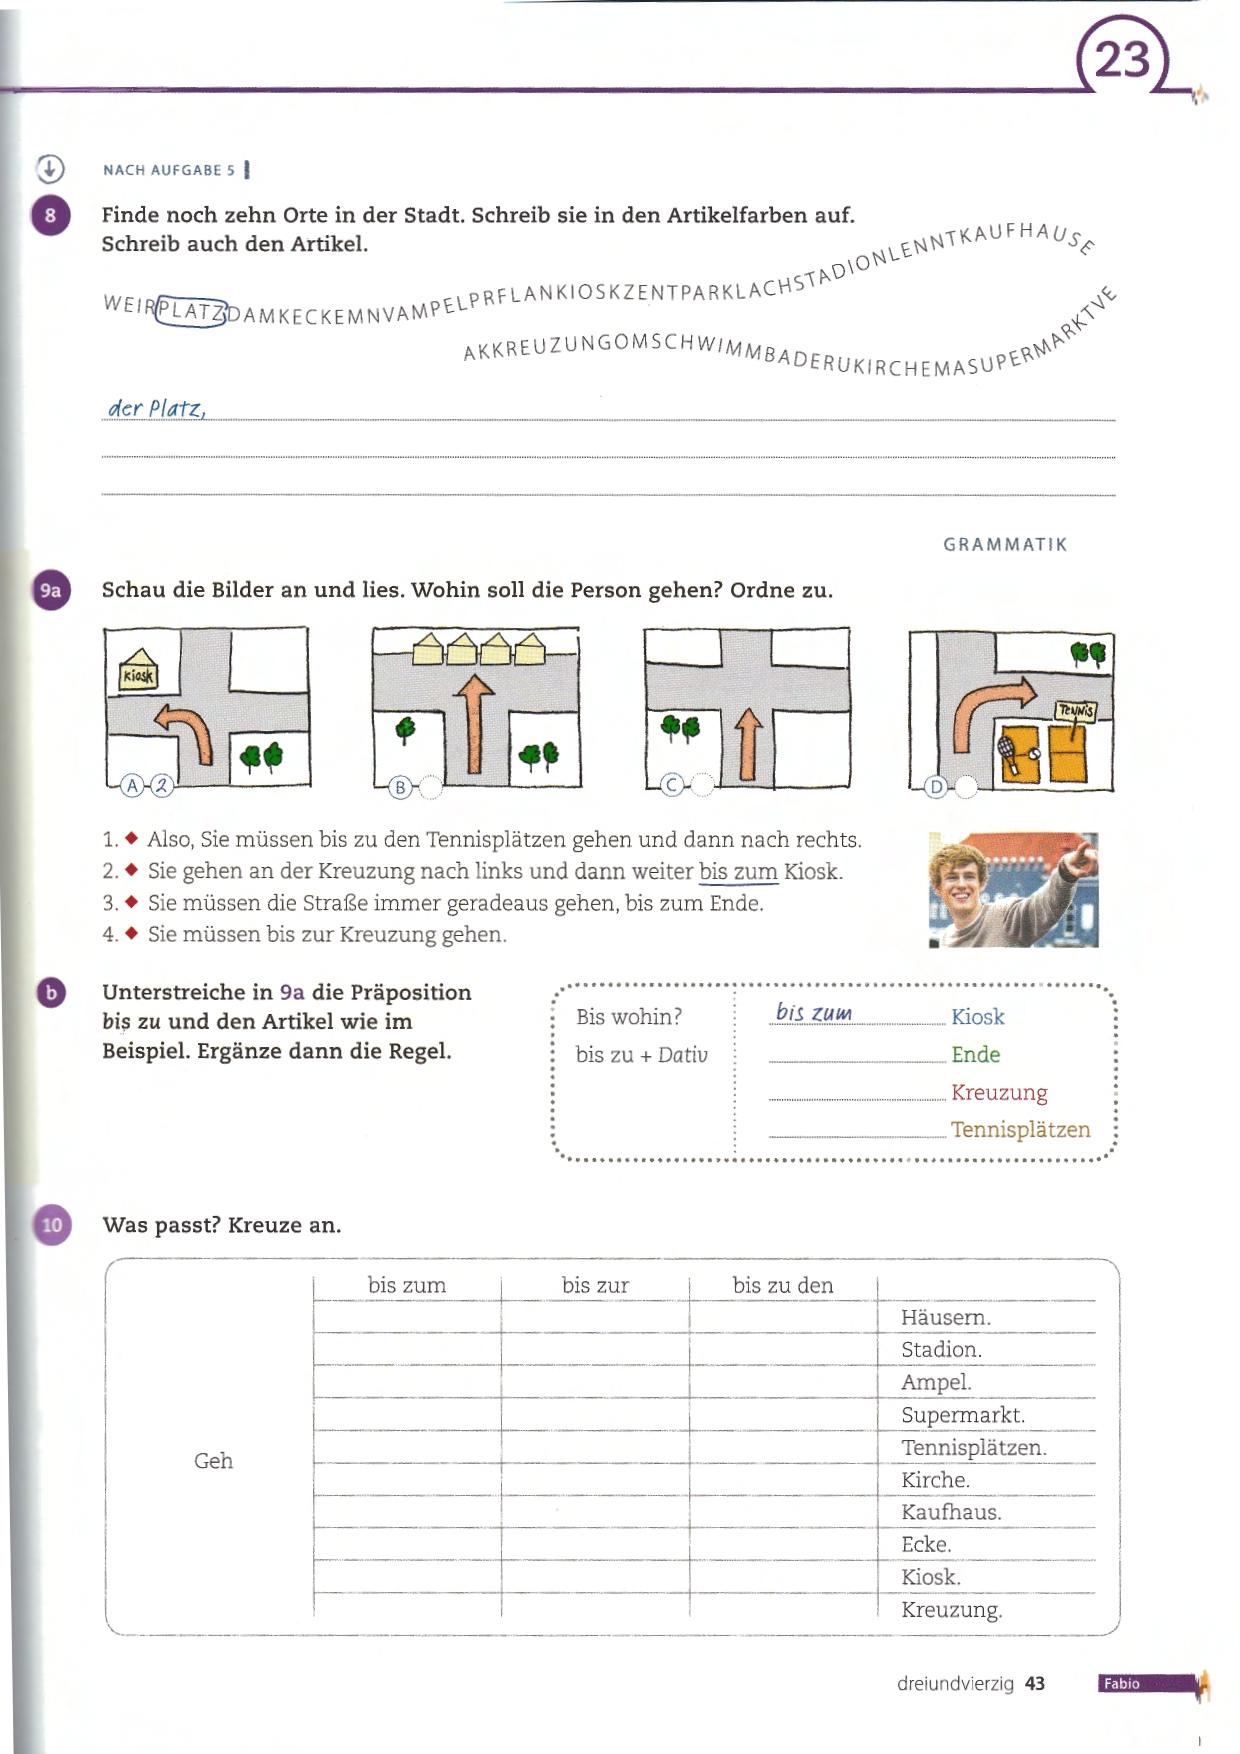 23
NACH AUFGABE 5
8
Finde noch zehn Orte in der Stadt. Schreib sie in den Artikelfarben auf.
Schreib auch den Artikel.
WEIRPLATZDAMKECKEMNVAMPELPRFLANKIOSKZENTPARKLACHSTADIONLENNTKAUFHAUSE
AKKREUZUNGOMSCHWIMMBADERUKIRCHEMASUPERMARKTVE
der Platz,
GRAMMATIK
9a
Schau die Bilder an und lies. Wohin soll die Person gehen? Ordne zu.
Kiosk
TENNIS
A 2
B
C
D
1. ◆ Also, Sie müssen bis zu den Tennisplätzen gehen und dann nach rechts.
2. ◆ Sie gehen an der Kreuzung nach links und dann weiter bis zum Kiosk.
3. ◆ Sie müssen die Straße immer geradeaus gehen, bis zum Ende.
4. ◆ Sie müssen bis zur Kreuzung gehen.
b
Unterstreiche in 9a die Präposition
bis zu und den Artikel wie im
Beispiel. Ergänze dann die Regel.
Bis wohin? bis zum Kiosk
bis zu + Dativ Ende
Kreuzung
Tennisplätzen
10
Was passt? Kreuze an.
bis zum bis zur bis zu den
Häusern.
Stadion.
Ampel.
Supermarkt.
Tennisplätzen.
Geh
Kirche.
Kaufhaus.
Ecke.
Kiosk.
Kreuzung.
dreiundvierzig 43
Fabio